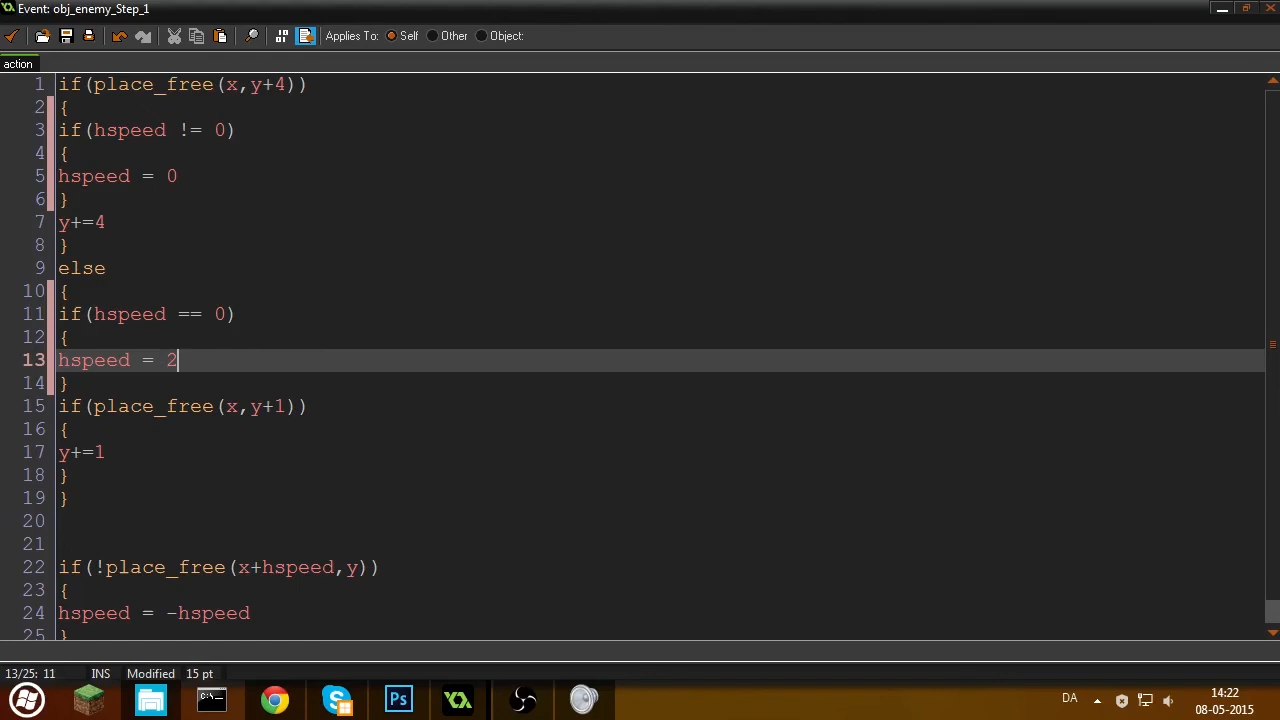 Event: obj_enemy_Step_1
Applies To: Self Other Object:
action
1 if(place_free(x,y+4))
2 {
3 if(hspeed != 0)
4 {
5 hspeed = 0
6 }
7 y+=4
8 }
9 else
10 {
11 if(hspeed == 0)
12 {
13 hspeed = 2
14 }
15 if(place_free(x,y+1))
16 {
17 y+=1
18 }
19 }
20
21
22 if(!place_free(x+hspeed,y))
23 {
24 hspeed = -hspeed
25 }
13/25: 11 INS Modified 15 pt
Ps
DA
14:22
08-05-2015